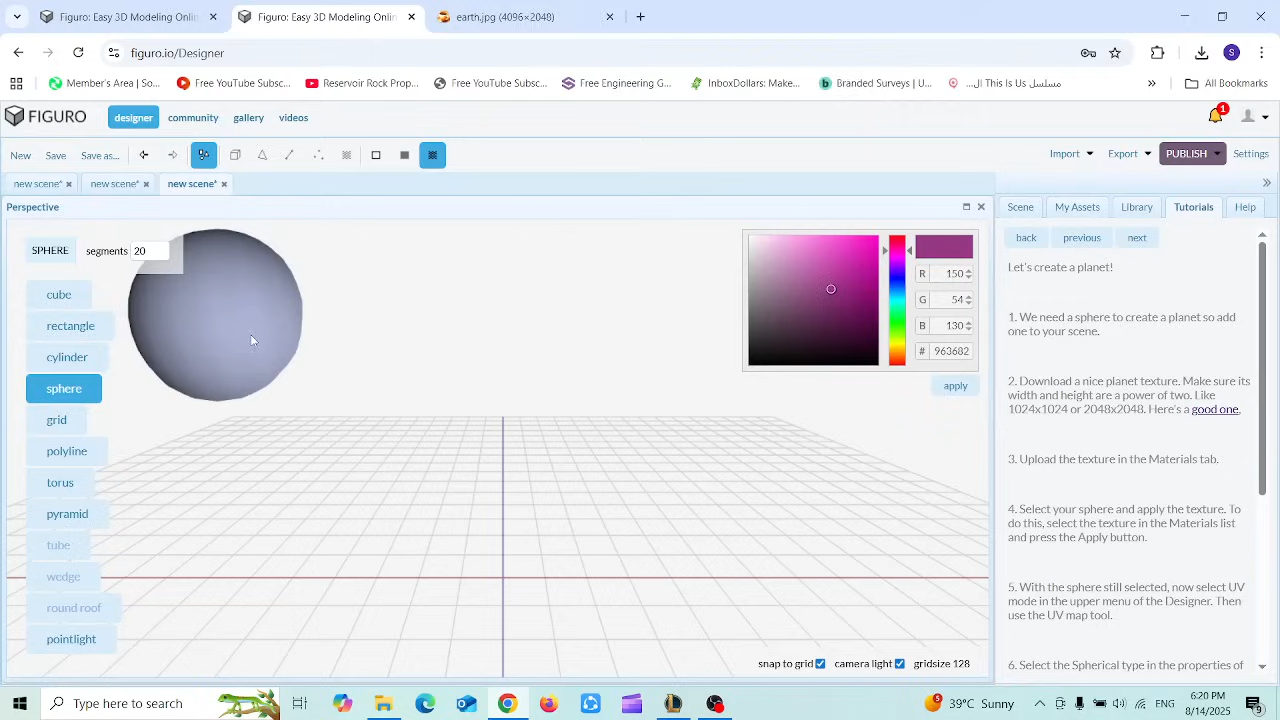 Figuro: Easy 3D Modeling Onlin
Figuro: Easy 3D Modeling Onlin
earth.jpg (4096×2048)
figuro.io/Designer
Member's Area | So...
Free YouTube Subsc...
Reservoir Rock Prop...
Free YouTube Subsc...
Free Engineering G...
InboxDollars: Make...
Branded Surveys | U...
مسلسل This Is Us ال...
All Bookmarks
FIGURO
designer
community
gallery
videos
1
New
Save
Save as...
Import
Export
PUBLISH
Settings
new scene*
new scene*
new scene*
Perspective
Scene
My Assets
Library
Tutorials
Help
SPHERE
segments 20
cube
rectangle
cylinder
sphere
grid
polyline
torus
pyramid
tube
wedge
round roof
pointlight
R 150
G 54
B 130
# 963682
apply
snap to grid
camera light
gridsize 128
back
previous
next
Let's create a planet!
1. We need a sphere to create a planet so add
one to your scene.
2. Download a nice planet texture. Make sure its
width and height are a power of two. Like
1024x1024 or 2048x2048. Here's a good one.
3. Upload the texture in the Materials tab.
4. Select your sphere and apply the texture. To
do this, select the texture in the Materials list
and press the Apply button.
5. With the sphere still selected, now select UV
mode in the upper menu of the Designer. Then
use the UV map tool.
6. Select the Spherical type in the properties of
Type here to search
39°C Sunny
ENG
6:20 PM
8/14/2025